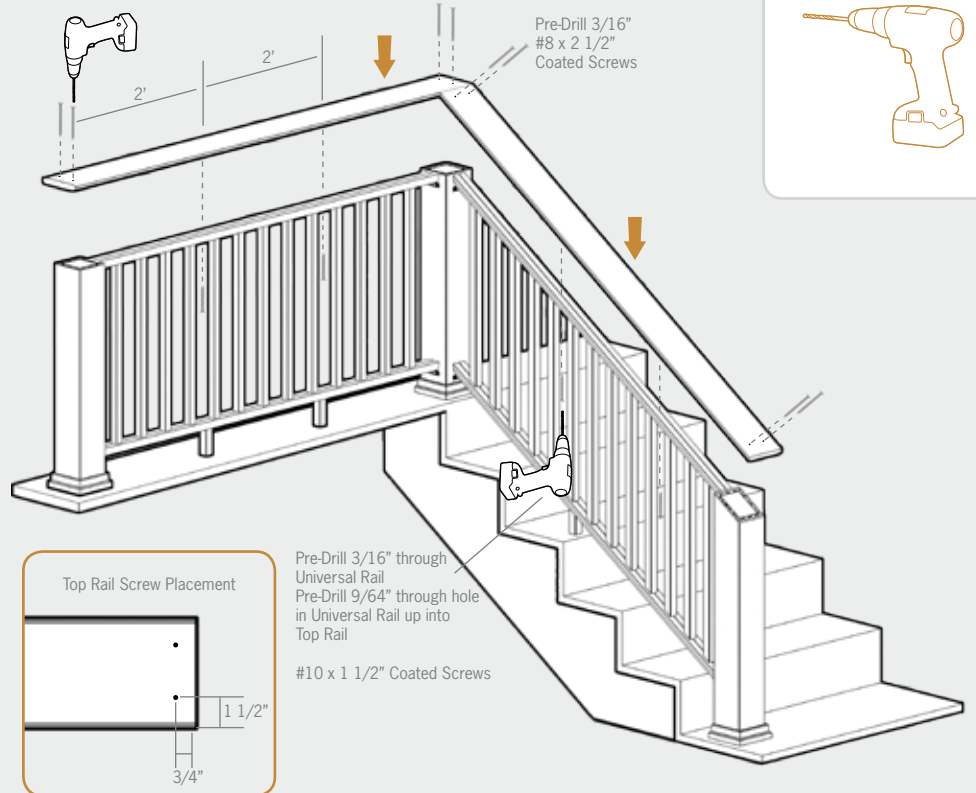 Pre-Drill 3/16”
#8 x 2 1/2”
Coated Screws
2’
2’
Pre-Drill 3/16” through
Universal Rail
Pre-Drill 9/64” through hole
in Universal Rail up into
Top Rail
#10 x 1 1/2” Coated Screws
Top Rail Screw Placement
1 1/2”
3/4”